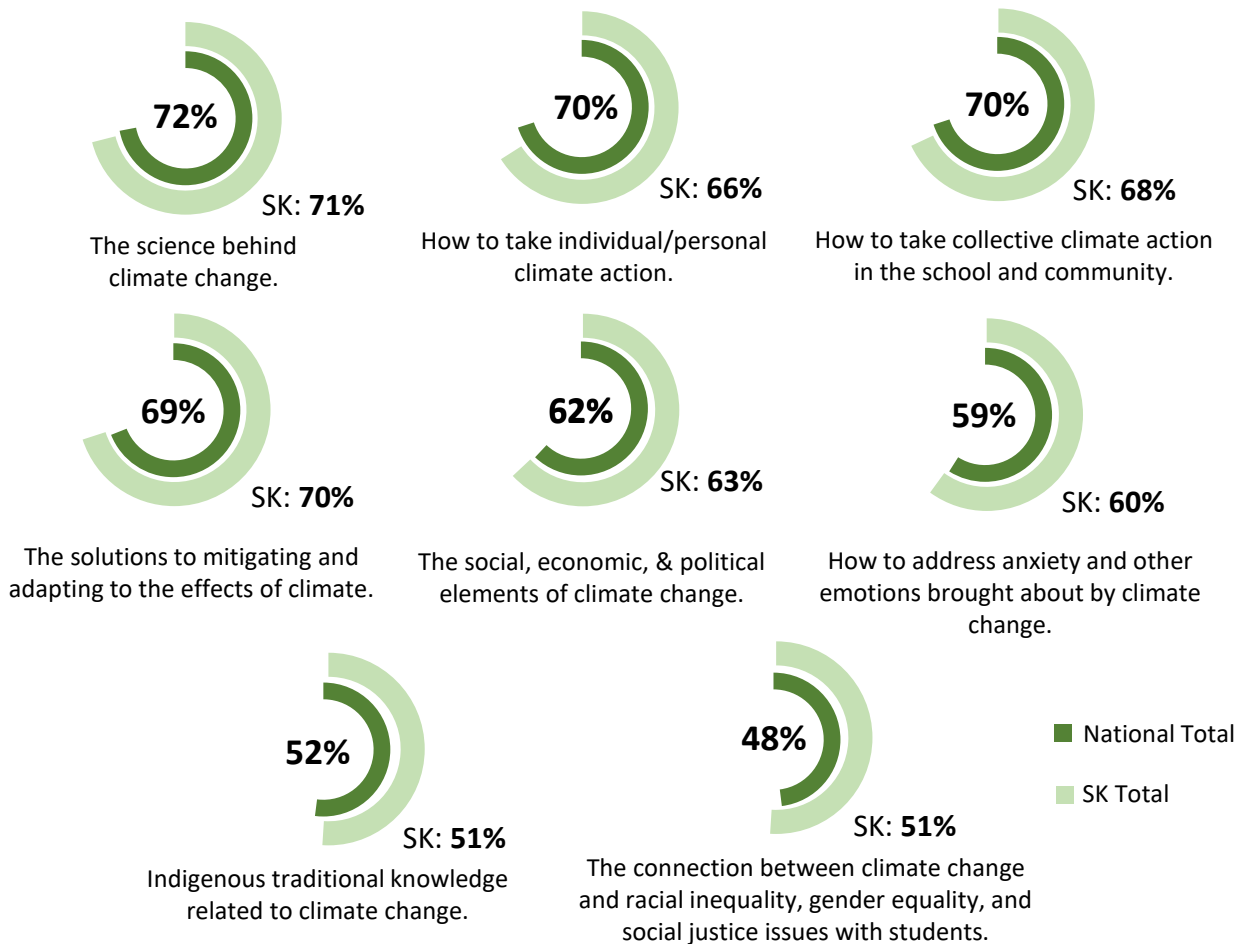 72%
SK: 71%
The science behind
climate change.
70%
SK: 66%
How to take individual/personal
climate action.
70%
SK: 68%
How to take collective climate action
in the school and community.
69%
SK: 70%
The solutions to mitigating and
adapting to the effects of climate.
62%
SK: 63%
The social, economic, & political
elements of climate change.
59%
SK: 60%
How to address anxiety and other
emotions brought about by climate
change.
52%
SK: 51%
Indigenous traditional knowledge
related to climate change.
48%
SK: 51%
The connection between climate change
and racial inequality, gender equality, and
social justice issues with students.
National Total
SK Total